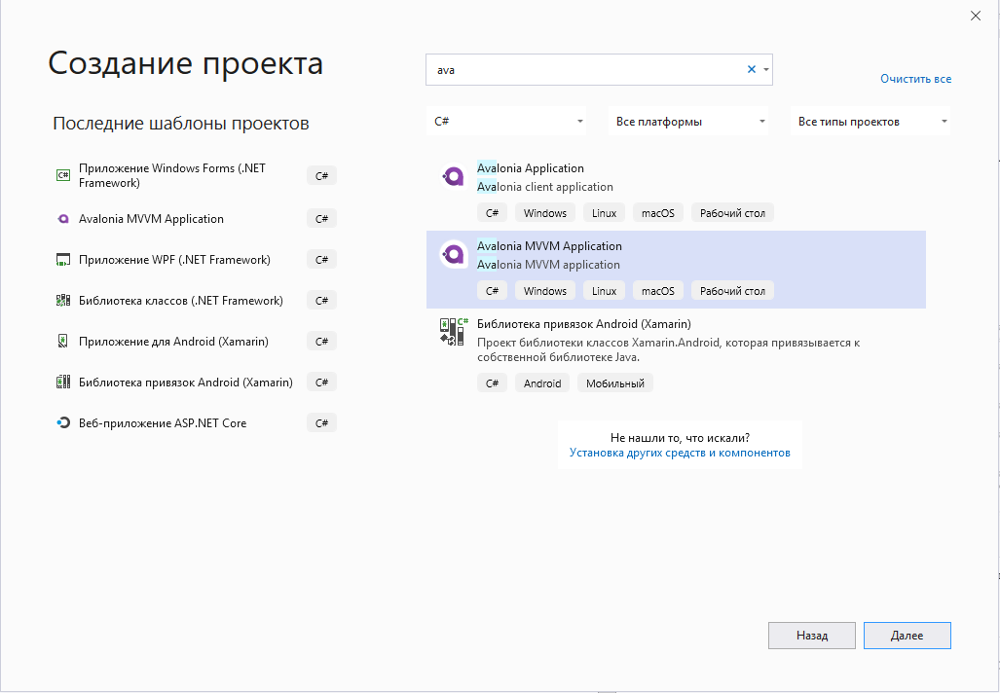 Создание проекта
ava
Очистить все
C#
Все платформы
Все типы проектов
Последние шаблоны проектов
Приложение Windows Forms (.NET
Framework)
C#
Avalonia MVVM Application
C#
Приложение WPF (.NET Framework)
C#
Библиотека классов (.NET Framework)
C#
Приложение для Android (Xamarin)
C#
Библиотека привязок Android (Xamarin)
C#
Веб-приложение ASP.NET Core
C#
Avalonia Application
Avalonia client application
C# Windows Linux macOS Рабочий стол
Avalonia MVVM Application
Avalonia MVVM application
C# Windows Linux macOS Рабочий стол
Библиотека привязок Android (Xamarin)
Проект библиотеки классов Xamarin.Android, которая привязывается к
собственной библиотеке Java.
C# Android Мобильный
Не нашли то, что искали?
Установка других средств и компонентов
Назад
Далее